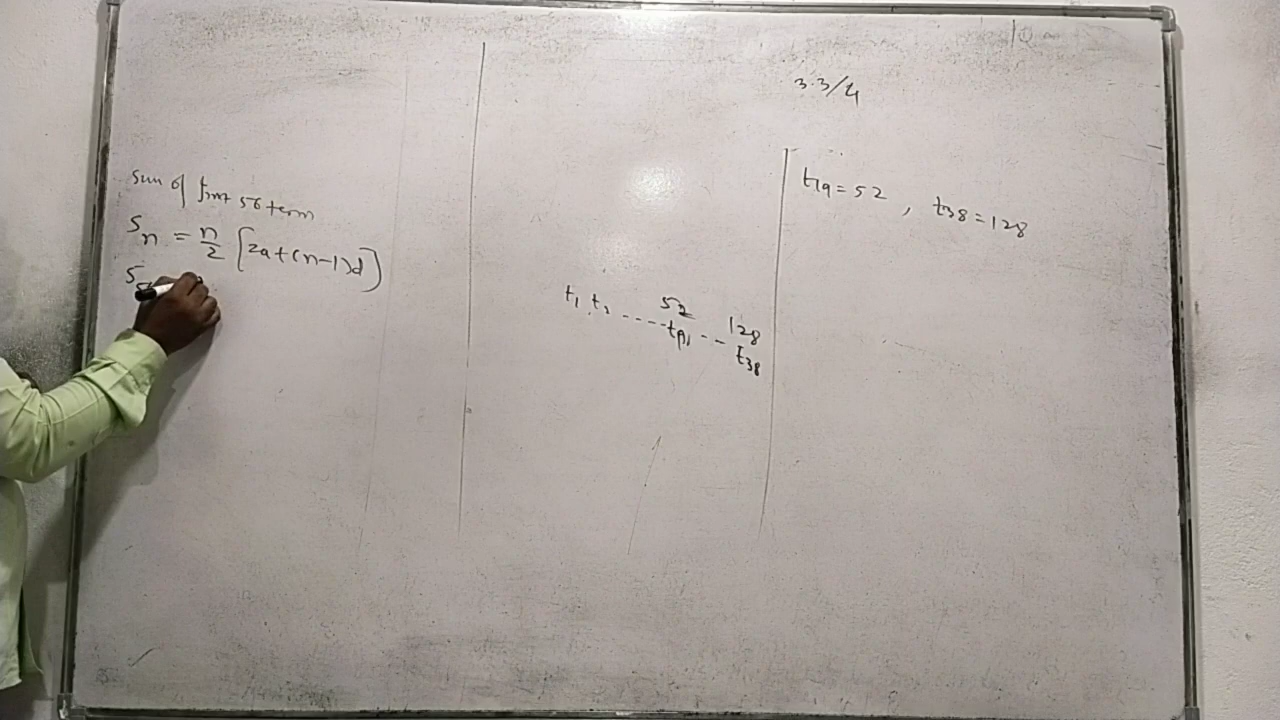 Sum of first 56 term
Sn = n/2 [2a+(n-1)d]
S5
3.3/4
t1, t2 ----- t19, -- t38
52 128
t19 = 52 , t38 = 128